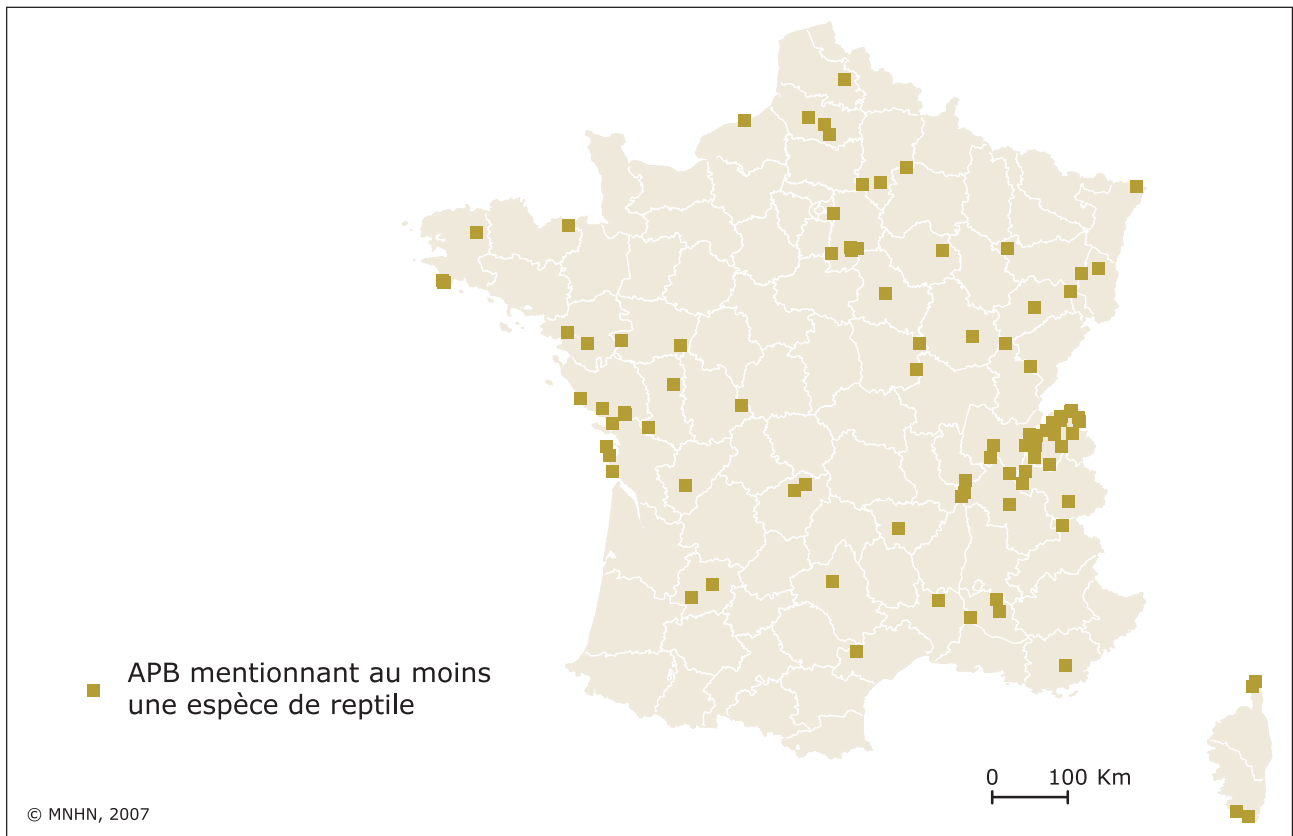 APB mentionnant au moins
une espèce de reptile
0 100 Km
© MNHN, 2007